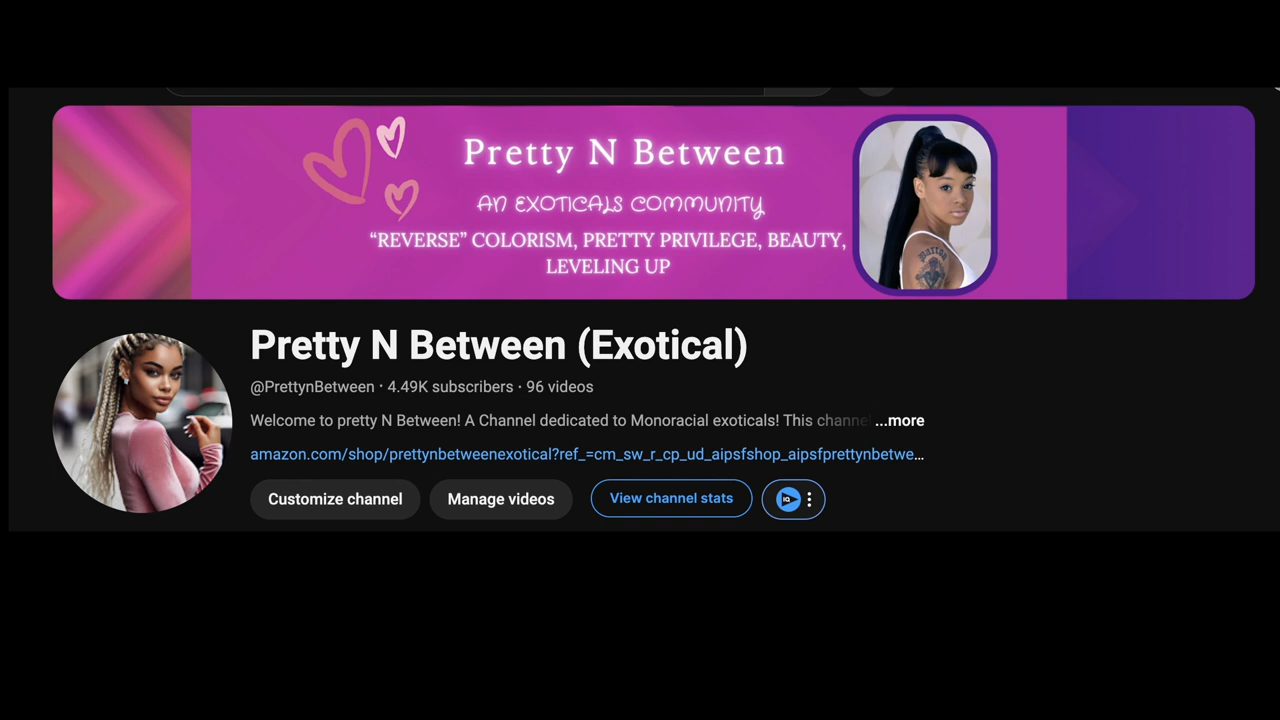 Pretty N Between
AN EXOTICALS COMMUNITY
“REVERSE” COLORISM, PRETTY PRIVILEGE, BEAUTY,
LEVELING UP
Pretty N Between (Exotical)
@PrettynBetween · 4.49K subscribers · 96 videos
Welcome to pretty N Between! A Channel dedicated to Monoracial exoticals! This channel ...more
amazon.com/shop/prettynbetweenexotical?ref_=cm_sw_r_cp_ud_aipsfshop_aipsfprettynbetwe...
Customize channel Manage videos View channel stats IQ